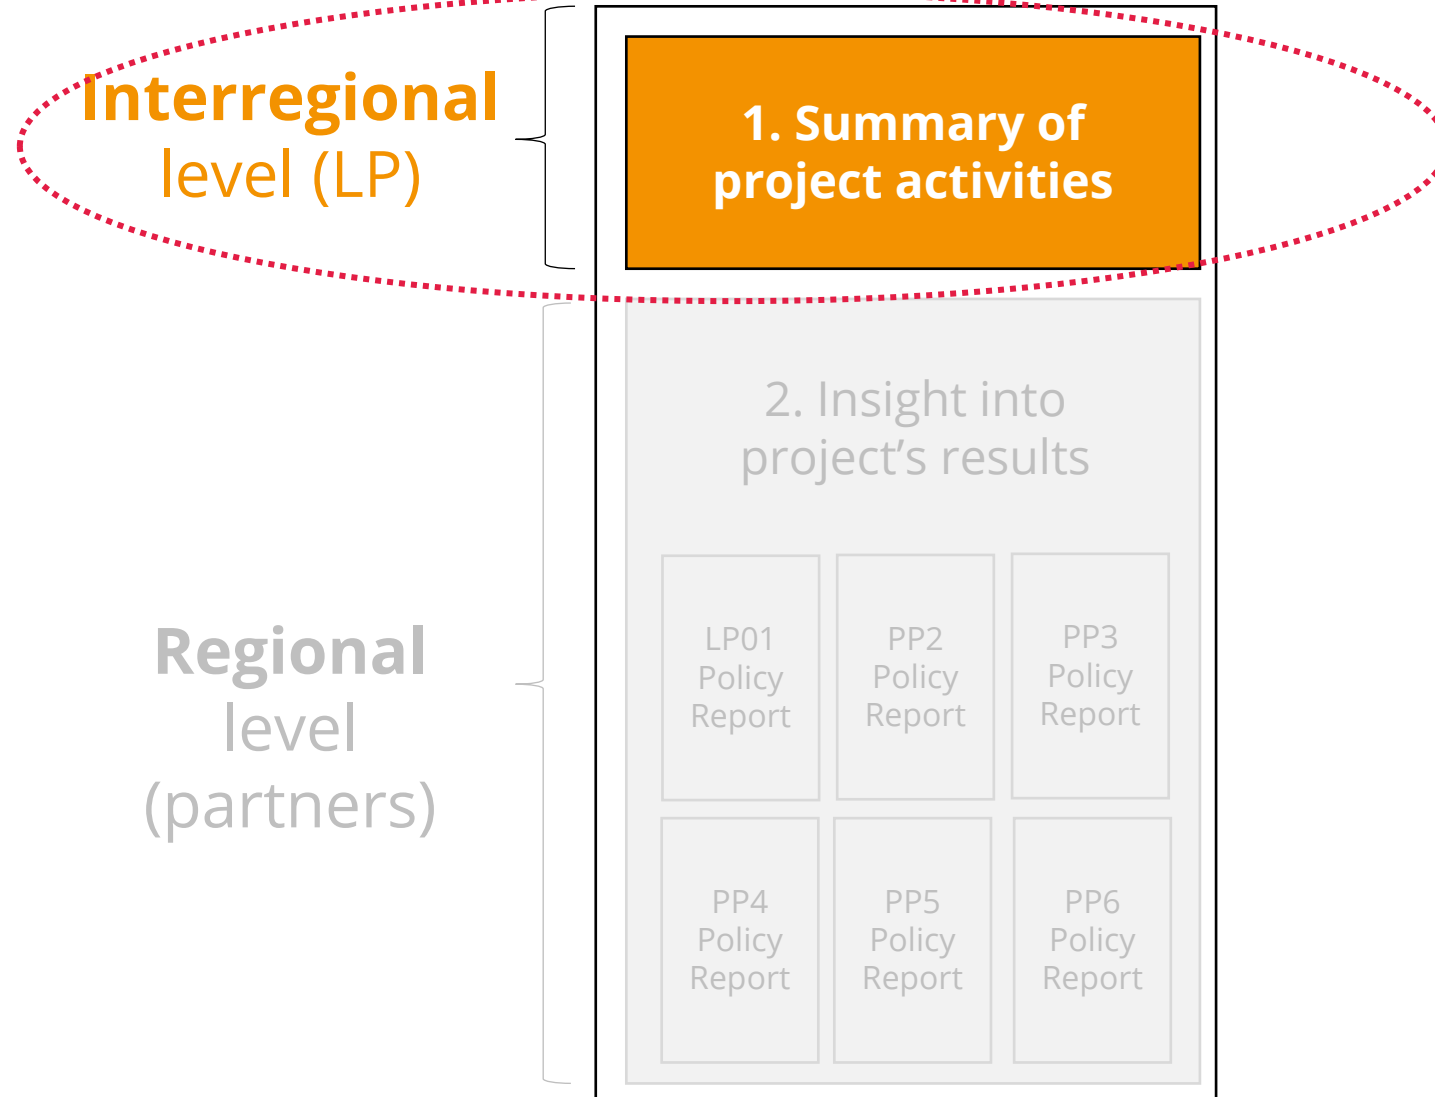 Interregional
level (LP)
1. Summary of
project activities
2. Insight into
project’s results
Regional
level
(partners)
LP01
Policy
Report
PP2
Policy
Report
PP3
Policy
Report
PP4
Policy
Report
PP5
Policy
Report
PP6
Policy
Report